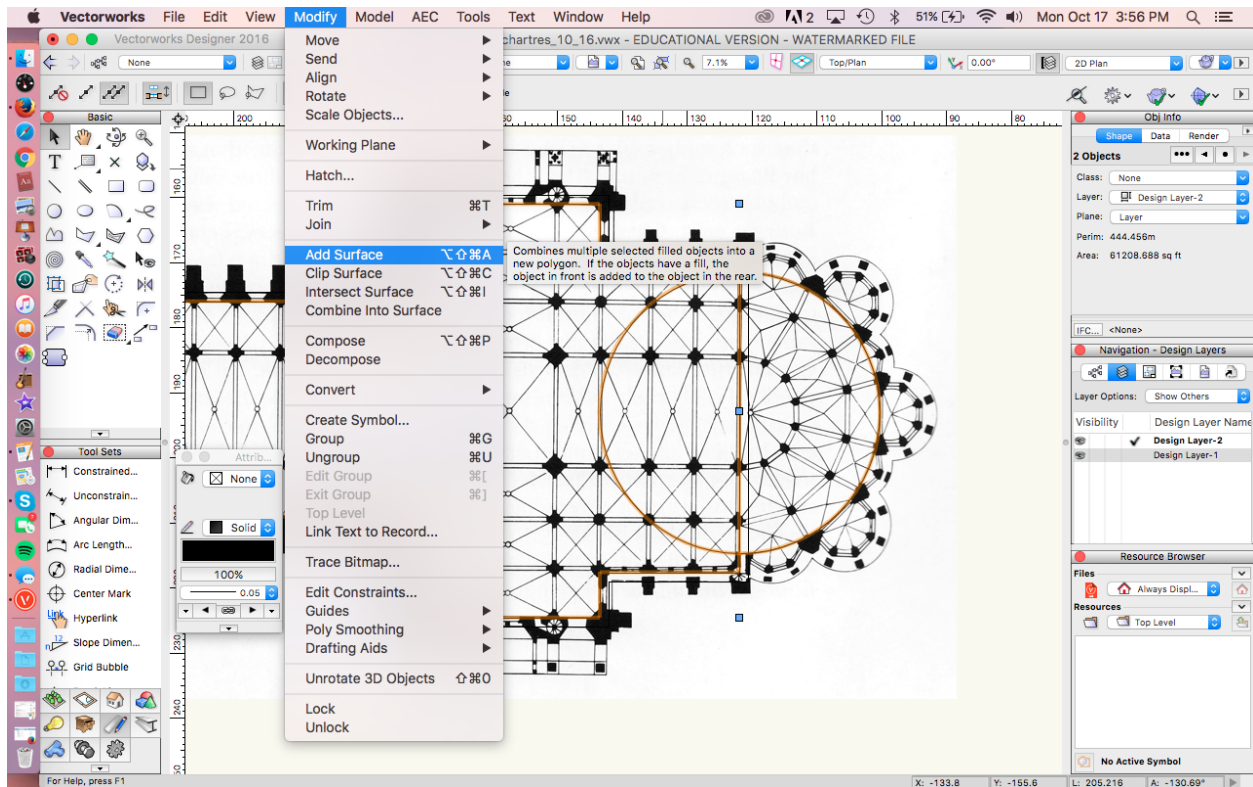 Vectorworks File Edit View Modify Model AEC Tools Text Window Help 2 51% Mon Oct 17 3:56 PM
Vectorworks Designer 2016
chartres_10_16.vwx - EDUCATIONAL VERSION - WATERMARKED FILE
None
7.1%
Top/Plan
0.00°
2D Plan
Basic
200
150 140 130 120 110 100 90 80
160
170
180
190
230
240
Move
Send
Align
Rotate
Scale Objects...
Working Plane
Hatch...
Trim ⌘T
Join
Add Surface ⌥⇧⌘A
Clip Surface ⌥⇧⌘C
Intersect Surface ⌥⇧⌘I
Combine Into Surface
Compose ⌥⇧⌘P
Decompose
Convert
Create Symbol...
Group ⌘G
Ungroup ⌘U
Edit Group ⌘[
Exit Group ⌘]
Top Level
Link Text to Record...
Trace Bitmap...
Edit Constraints...
Guides
Poly Smoothing
Drafting Aids
Unrotate 3D Objects ⇧⌘0
Lock
Unlock
Combines multiple selected filled objects into a
new polygon. If the objects have a fill, the
object in front is added to the object in the rear.
Tool Sets
Constrained...
Unconstrain...
Angular Dim...
Arc Length...
Radial Dime...
Center Mark
Hyperlink
Slope Dimen...
Grid Bubble
Attrib...
None
Solid
100%
0.05
Obj Info
Shape Data Render
2 Objects
Class: None
Layer: Design Layer-2
Plane: Layer
Perim: 444.456m
Area: 61208.688 sq ft
IFC... <None>
Navigation - Design Layers
Layer Options: Show Others
Visibility Design Layer Name
Design Layer-2
Design Layer-1
Resource Browser
Files
Always Displ...
Resources
Top Level
No Active Symbol
For Help, press F1
X: -133.8 Y: -155.6 L: 205.216 A: -130.69°